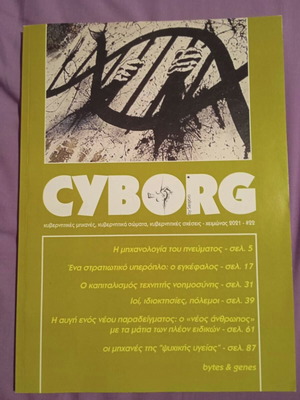 CYBORG
κυβερνητικές μηχανές, κυβερνητικά σώματα, κυβερνητικές σχέσεις - χειμώνας 2021 - #22
Η μηχανολογία του πνεύματος - σελ. 5
Ένα στρατιωτικό υπερόπλο: ο εγκέφαλος - σελ. 17
Ο καπιταλισμός τεχνητής νοημοσύνης - σελ. 31
Ιοί, ιδιοκτησίες, πόλεμοι - σελ. 39
Η αυγή ενός νέου παραδείγματος: ο «νέος άνθρωπος»
με τα μάτια των πλέον ειδικών - σελ. 61
οι μηχανές της "ψυχικής υγείας" - σελ. 87
bytes & genes